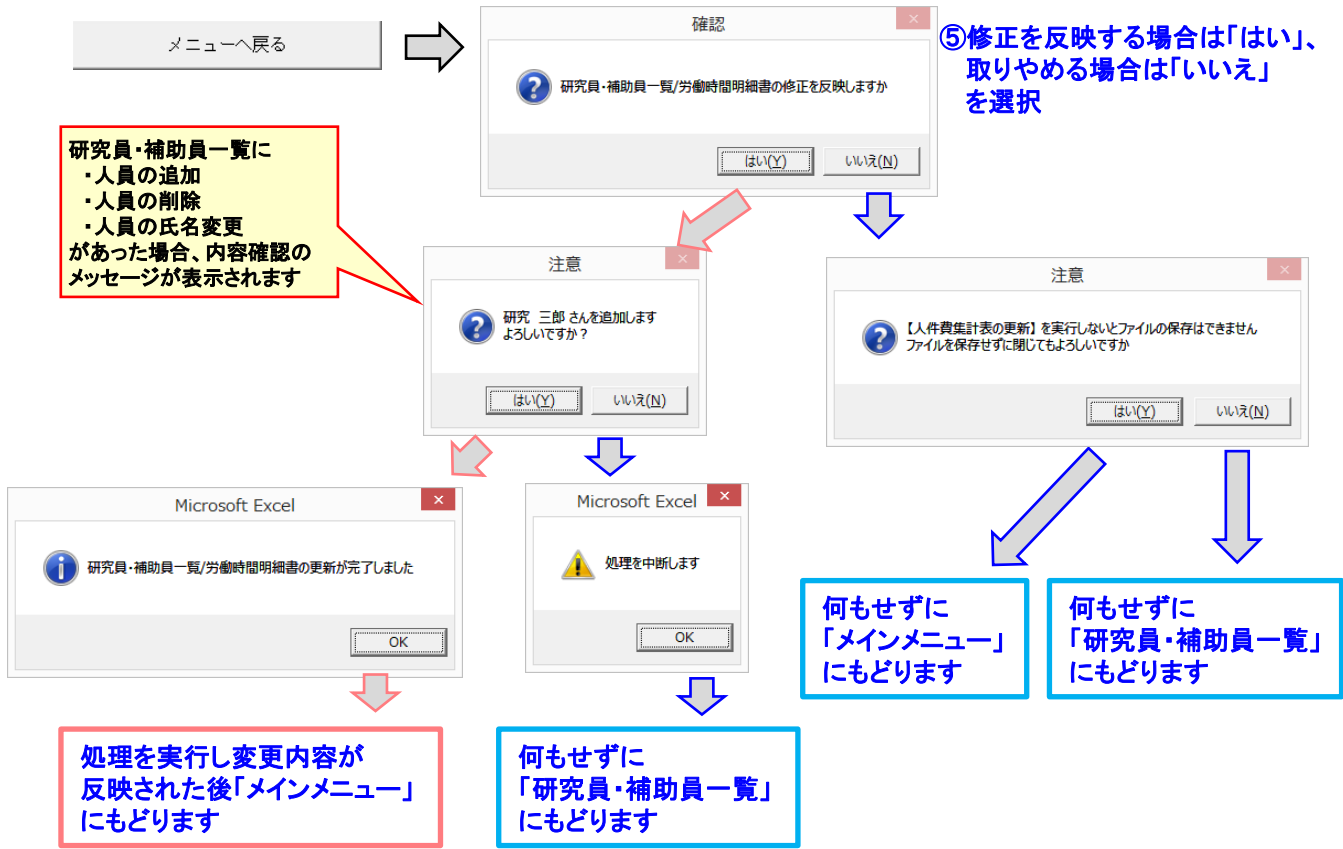 メニューへ戻る
確認
研究員・補助員一覧/労働時間明細書の修正を反映しますか
はい(Y)
いいえ(N)
⑤修正を反映する場合は「はい」、
取りやめる場合は「いいえ」
を選択
研究員・補助員一覧に
・人員の追加
・人員の削除
・人員の氏名変更
があった場合、内容確認の
メッセージが表示されます
注意
研究　三郎 さんを追加します
よろしいですか？
はい(Y)
いいえ(N)
注意
【人件費集計表の更新】 を実行しないとファイルの保存はできません
ファイルを保存せずに閉じてもよろしいですか
はい(Y)
いいえ(N)
Microsoft Excel
研究員・補助員一覧/労働時間明細書の更新が完了しました
OK
Microsoft Excel
処理を中断します
OK
何もせずに
「メインメニュー」
にもどります
何もせずに
「研究員・補助員一覧」
にもどります
処理を実行し変更内容が
反映された後「メインメニュー」
にもどります
何もせずに
「研究員・補助員一覧」
にもどります